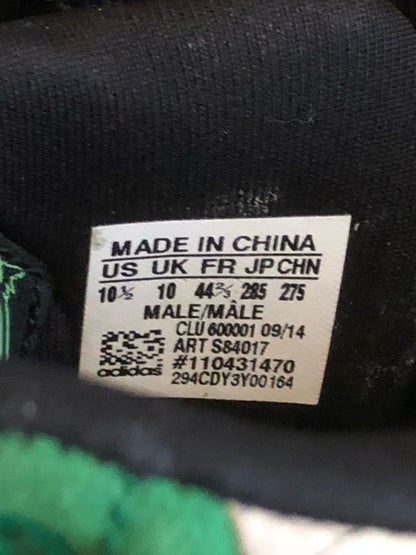 MADE IN CHINA
US UK FR JP CHN
10½ 10 44⅔ 285 275
MALE/MÂLE
CLU 600001 09/14
ART S84017
#110431470
adidas 294CDY3Y00164